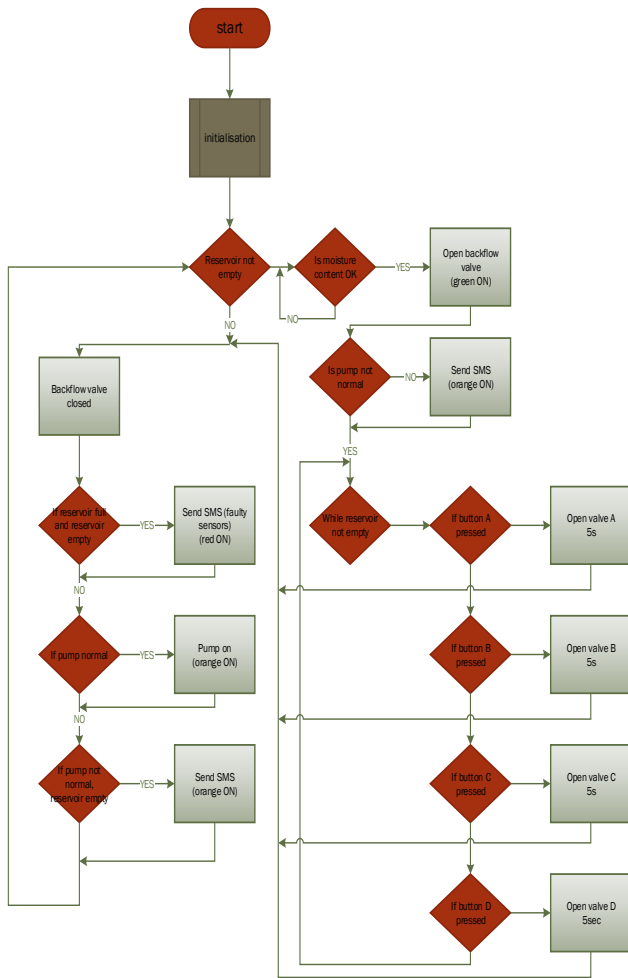 start
initialisation
Reservoir not
empty
Is moisture
content OK
YES
Open backflow
valve
(green ON)
NO
NO
Backflow valve
closed
Is pump not
normal
NO
Send SMS
(orange ON)
YES
If reservoir full
and reservoir
empty
YES
Send SMS (faulty
sensors)
(red ON)
While reservoir
not empty
If button A
pressed
Open valve A
5s
NO
If pump normal
YES
Pump on
(orange ON)
If button B
pressed
Open valve B
5s
NO
If pump not
normal,
reservoir empty
YES
Send SMS
(orange ON)
If button C
pressed
Open valve C
5s
If button D
pressed
Open valve D
5sec